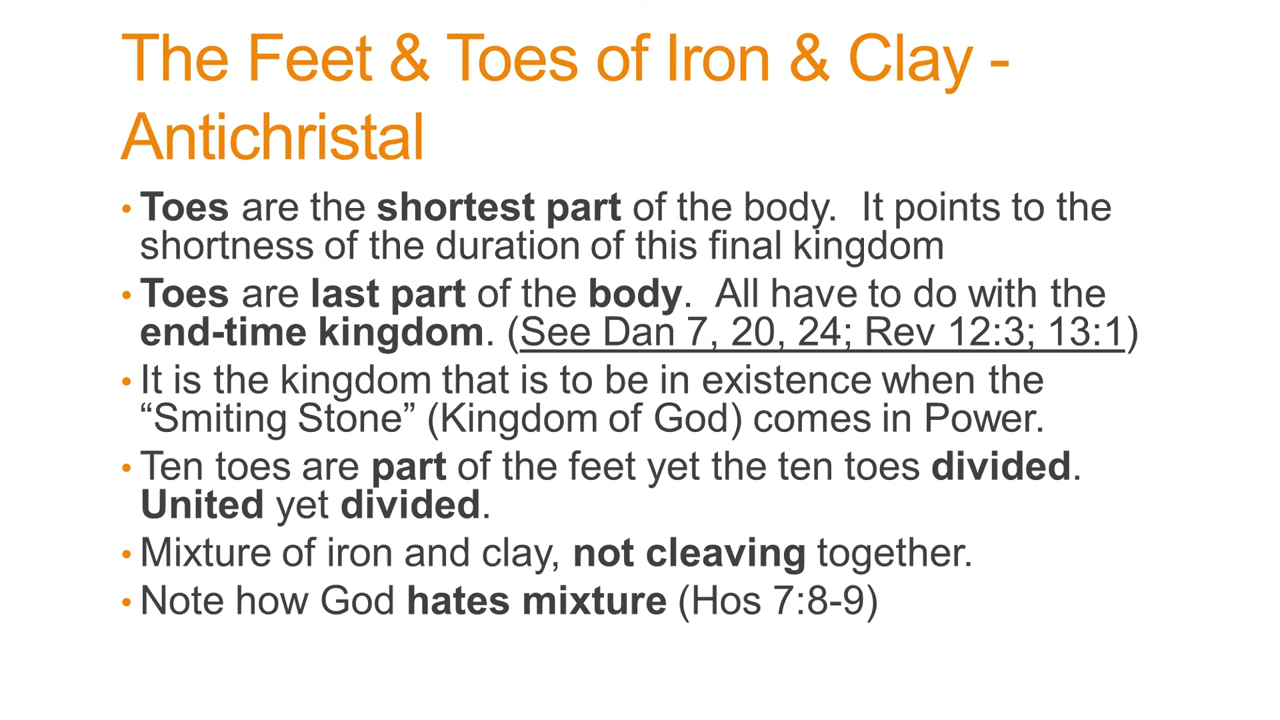 The Feet & Toes of Iron & Clay -
Antichristal
• Toes are the shortest part of the body.  It points to the
shortness of the duration of this final kingdom
• Toes are last part of the body.  All have to do with the
end-time kingdom. (See Dan 7, 20, 24; Rev 12:3; 13:1)
• It is the kingdom that is to be in existence when the
“Smiting Stone” (Kingdom of God) comes in Power.
• Ten toes are part of the feet yet the ten toes divided.
United yet divided.
• Mixture of iron and clay, not cleaving together.
• Note how God hates mixture (Hos 7:8-9)